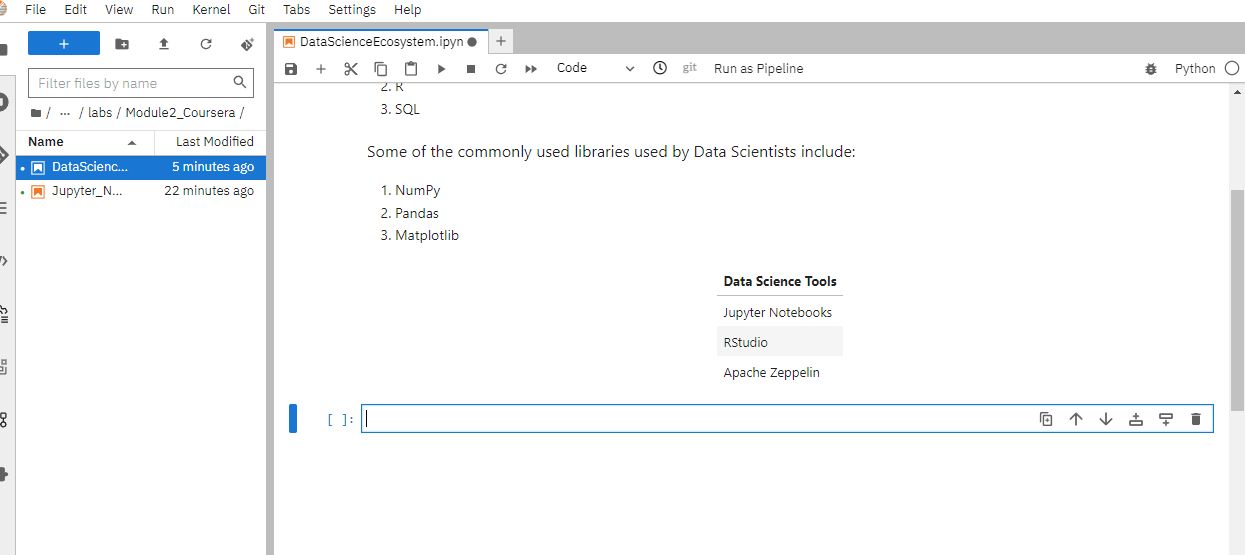 File Edit View Run Kernel Git Tabs Settings Help
+
Filter files by name
/ ... / labs / Module2_Coursera /
Name Last Modified
DataScienc... 5 minutes ago
Jupyter_N... 22 minutes ago
DataScienceEcosystem.ipyn
Code git Run as Pipeline Python
2. R
3. SQL
Some of the commonly used libraries used by Data Scientists include:
1. NumPy
2. Pandas
3. Matplotlib
Data Science Tools
Jupyter Notebooks
RStudio
Apache Zeppelin
[ ]: